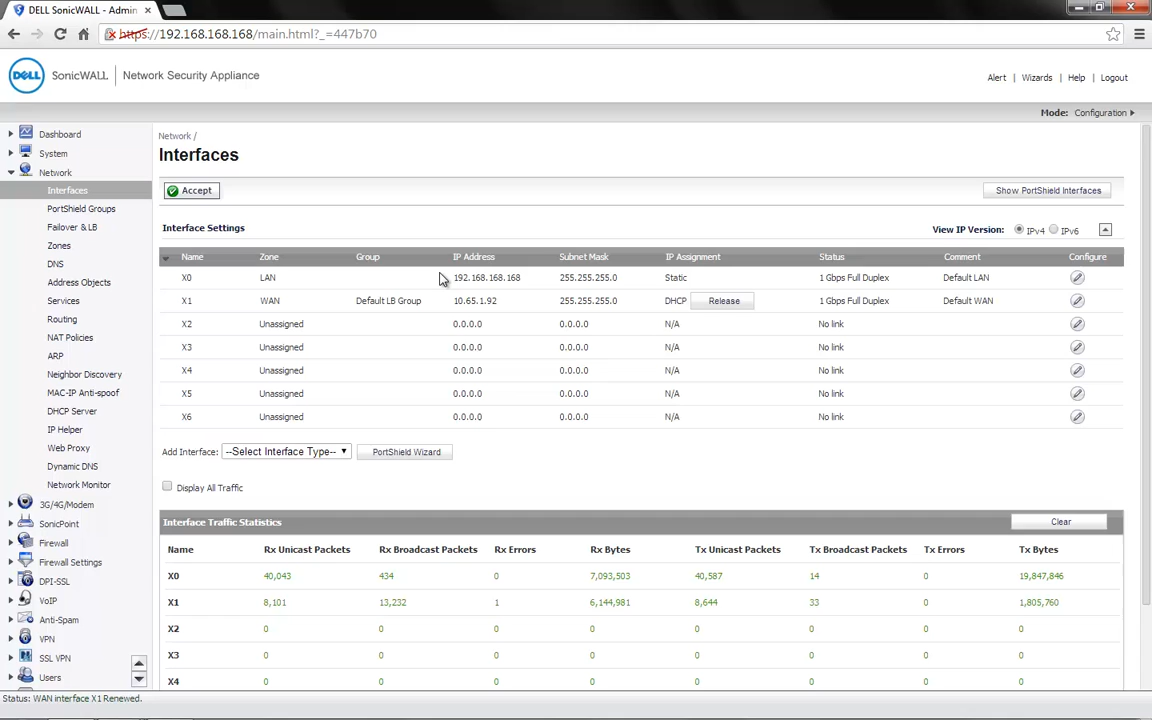 DELL SonicWALL - Admin ×
https://192.168.168.168/main.html?_=447b70
DELL SonicWALL | Network Security Appliance
Alert | Wizards | Help | Logout
Mode: Configuration
Dashboard
System
Network
Interfaces
PortShield Groups
Failover & LB
Zones
DNS
Address Objects
Services
Routing
NAT Policies
ARP
Neighbor Discovery
MAC-IP Anti-spoof
DHCP Server
IP Helper
Web Proxy
Dynamic DNS
Network Monitor
3G/4G/Modem
SonicPoint
Firewall
Firewall Settings
DPI-SSL
VoIP
Anti-Spam
VPN
SSL VPN
Users
Network /
Interfaces
Accept Show PortShield Interfaces
Interface Settings View IP Version: IPv4 IPv6
Name Zone Group IP Address Subnet Mask IP Assignment Status Comment Configure
X0 LAN 192.168.168.168 255.255.255.0 Static 1 Gbps Full Duplex Default LAN
X1 WAN Default LB Group 10.65.1.92 255.255.255.0 DHCP Release 1 Gbps Full Duplex Default WAN
X2 Unassigned 0.0.0.0 0.0.0.0 N/A No link
X3 Unassigned 0.0.0.0 0.0.0.0 N/A No link
X4 Unassigned 0.0.0.0 0.0.0.0 N/A No link
X5 Unassigned 0.0.0.0 0.0.0.0 N/A No link
X6 Unassigned 0.0.0.0 0.0.0.0 N/A No link
Add Interface: --Select Interface Type-- PortShield Wizard
Display All Traffic
Interface Traffic Statistics Clear
Name Rx Unicast Packets Rx Broadcast Packets Rx Errors Rx Bytes Tx Unicast Packets Tx Broadcast Packets Tx Errors Tx Bytes
X0 40,043 434 0 7,093,503 40,587 14 0 19,847,846
X1 8,101 13,232 1 6,144,981 8,644 33 0 1,805,760
X2 0 0 0 0 0 0 0 0
X3 0 0 0 0 0 0 0 0
X4 0 0 0 0 0 0 0 0
Status: WAN interface X1 Renewed.